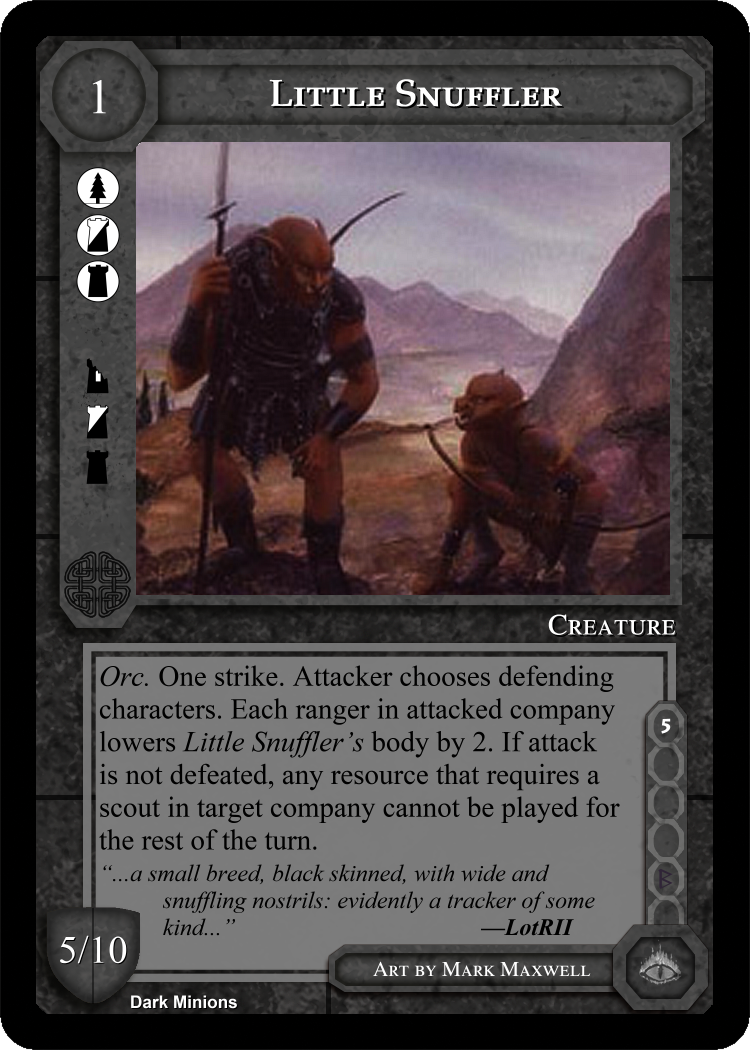 1
LITTLE SNUFFLER
CREATURE
Orc. One strike. Attacker chooses defending
characters. Each ranger in attacked company
lowers Little Snuffler’s body by 2. If attack
is not defeated, any resource that requires a
scout in target company cannot be played for
the rest of the turn.
5
“...a small breed, black skinned, with wide and
snuffling nostrils: evidently a tracker of some
kind...” —LotRII
5/10
ART BY MARK MAXWELL
Dark Minions